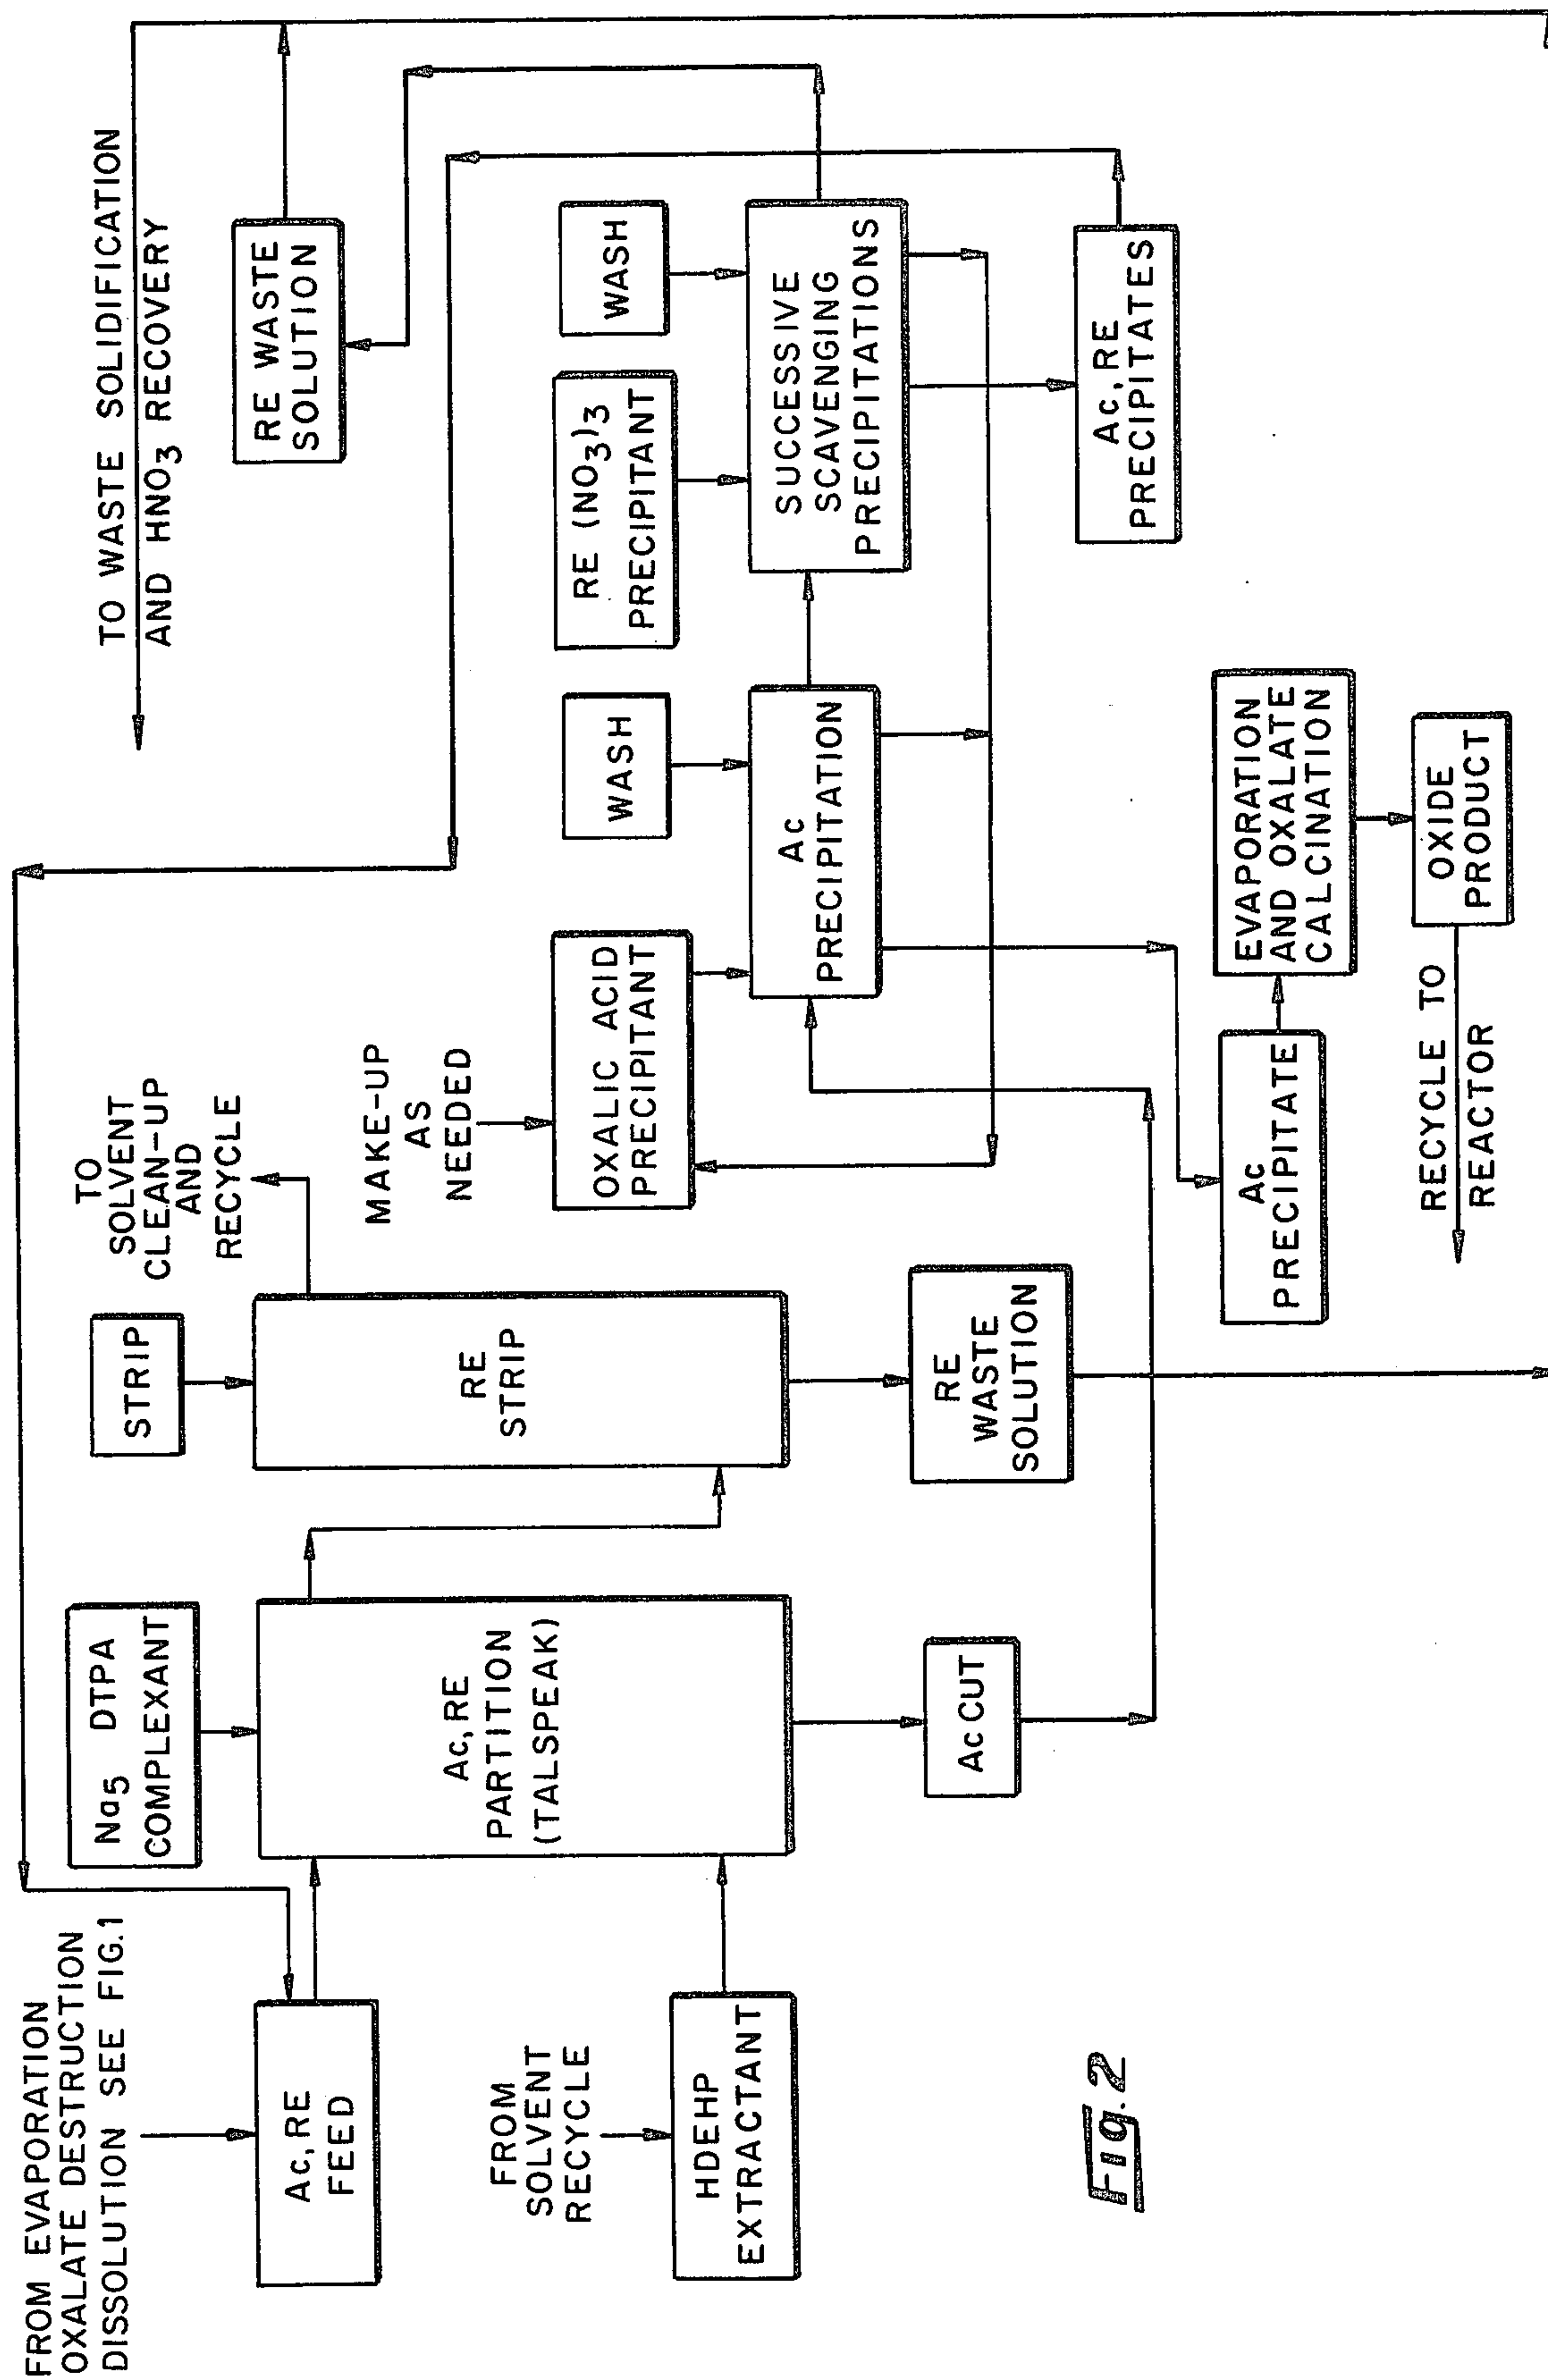 FROM EVAPORATION
OXALATE DESTRUCTION
DISSOLUTION SEE FIG.1
Ac,RE
FEED
FROM
SOLVENT
RECYCLE
HDEHP
EXTRACTANT
Na5 DTPA
COMPLEXANT
Ac,RE
PARTITION
(TALSPEAK)
Ac CUT
STRIP
RE
STRIP
RE
WASTE
SOLUTION
TO
SOLVENT
CLEAN-UP
AND
RECYCLE
MAKE-UP
AS
NEEDED
OXALIC ACID
PRECIPITANT
WASH
Ac
PRECIPITATION
Ac
PRECIPITATE
EVAPORATION
AND OXALATE
CALCINATION
OXIDE
PRODUCT
RECYCLE TO
REACTOR
RE (NO3)3
PRECIPITANT
WASH
SUCCESSIVE
SCAVENGING
PRECIPITATIONS
Ac,RE
PRECIPITATES
RE WASTE
SOLUTION
TO WASTE SOLIDIFICATION
AND HNO3 RECOVERY
Fig.2